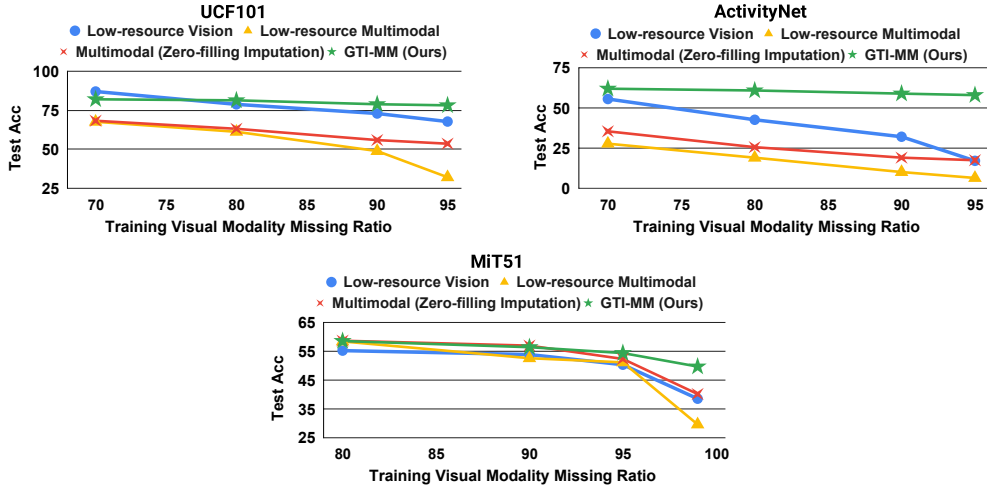 UCF101
Low-resource Vision Low-resource Multimodal
Multimodal (Zero-filling Imputation) GTI-MM (Ours)
100
75
50
25
Test Acc
70 75 80 85 90 95
Training Visual Modality Missing Ratio
ActivityNet
Low-resource Vision Low-resource Multimodal
Multimodal (Zero-filling Imputation) GTI-MM (Ours)
75
50
25
0
Test Acc
70 75 80 85 90 95
Training Visual Modality Missing Ratio
MiT51
Low-resource Vision Low-resource Multimodal
Multimodal (Zero-filling Imputation) GTI-MM (Ours)
65
55
45
35
25
Test Acc
80 85 90 95 100
Training Visual Modality Missing Ratio